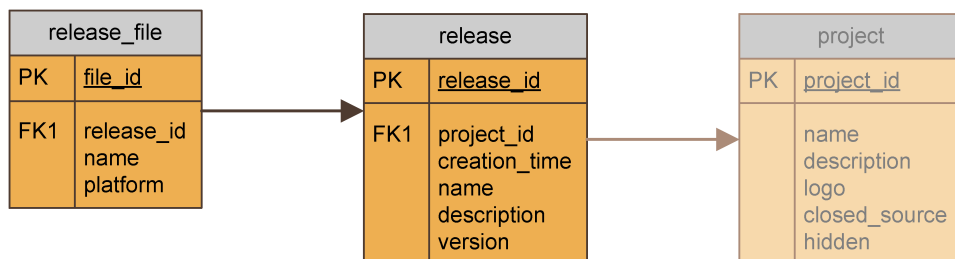 release_file
PK file_id
FK1 release_id
name
platform
release
PK release_id
FK1 project_id
creation_time
name
description
version
project
PK project_id
name
description
logo
closed_source
hidden